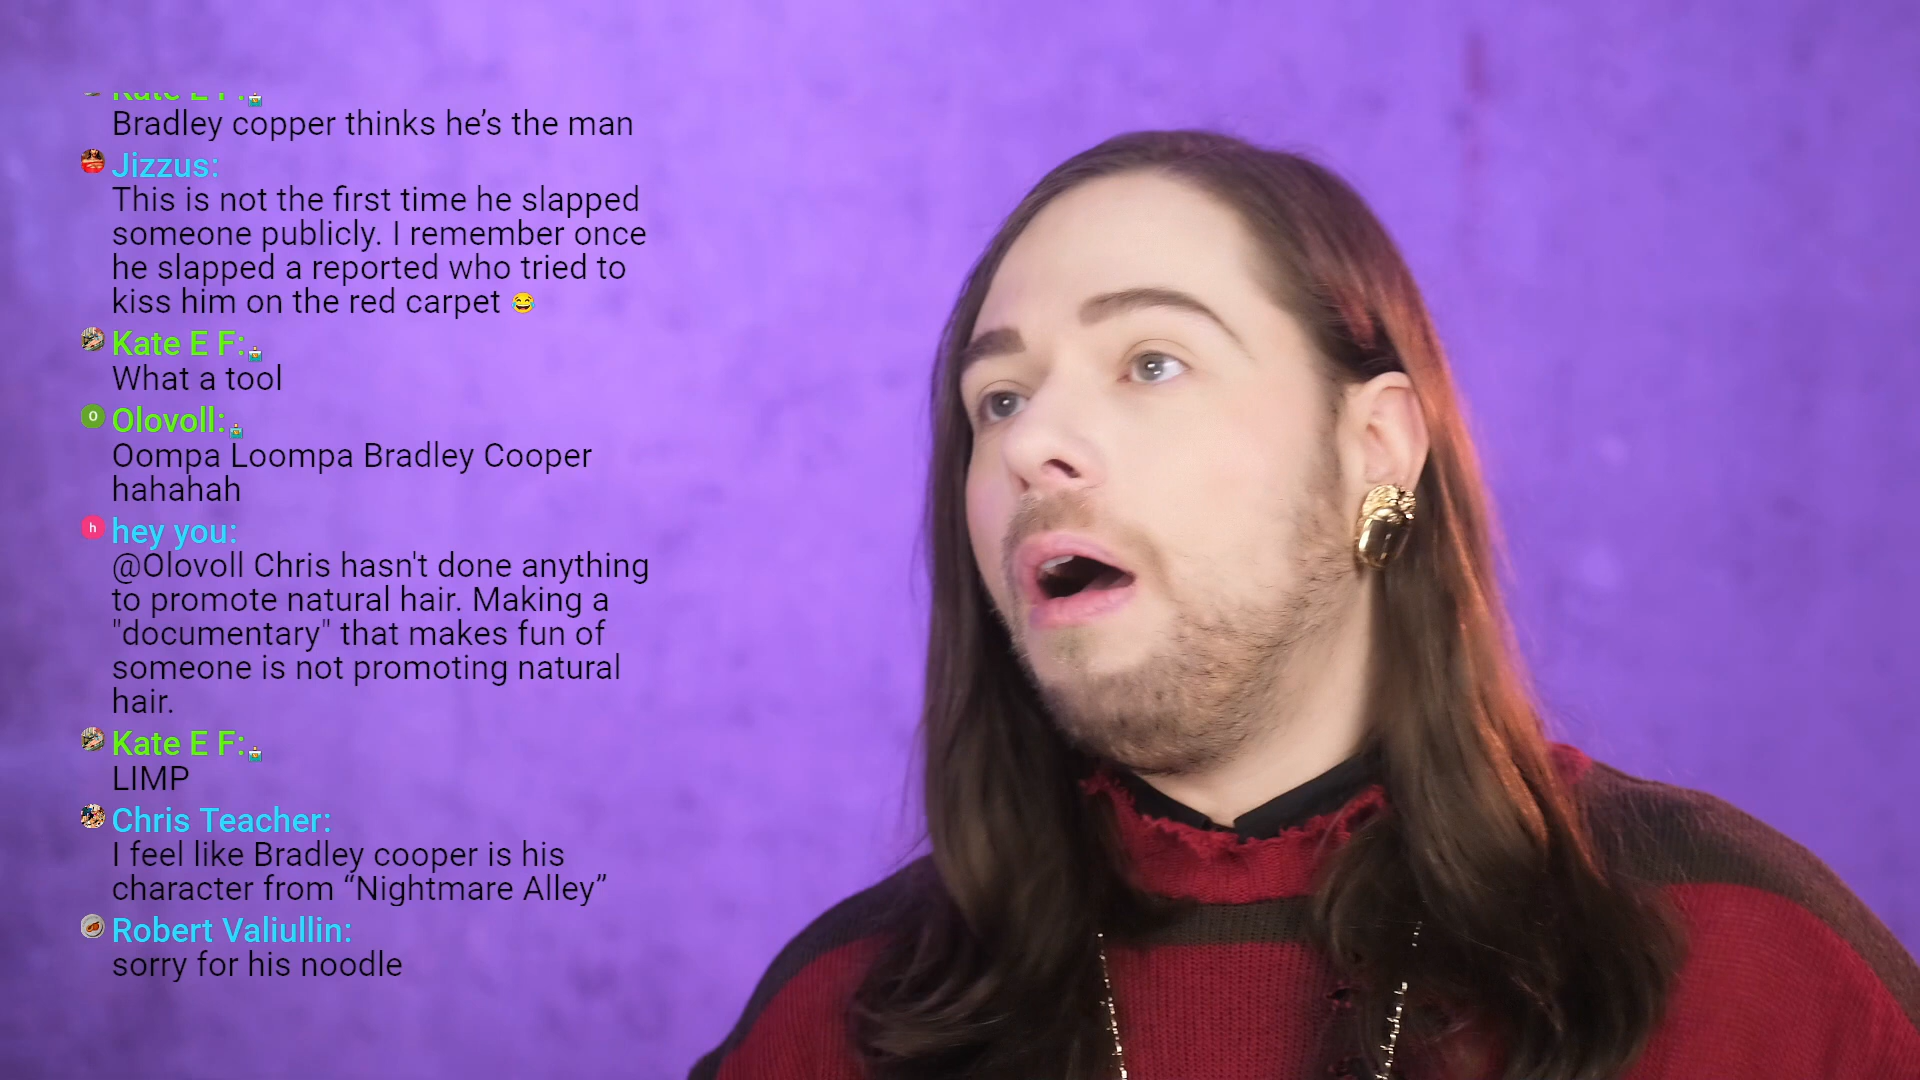 Kate E F:
Bradley copper thinks he’s the man
Jizzus:
This is not the first time he slapped
someone publicly. I remember once
he slapped a reported who tried to
kiss him on the red carpet 😂
Kate E F:
What a tool
O Olovoll:
Oompa Loompa Bradley Cooper
hahahah
h hey you:
@Olovoll Chris hasn't done anything
to promote natural hair. Making a
"documentary" that makes fun of
someone is not promoting natural
hair.
Kate E F:
LIMP
Chris Teacher:
I feel like Bradley cooper is his
character from “Nightmare Alley”
Robert Valiullin:
sorry for his noodle